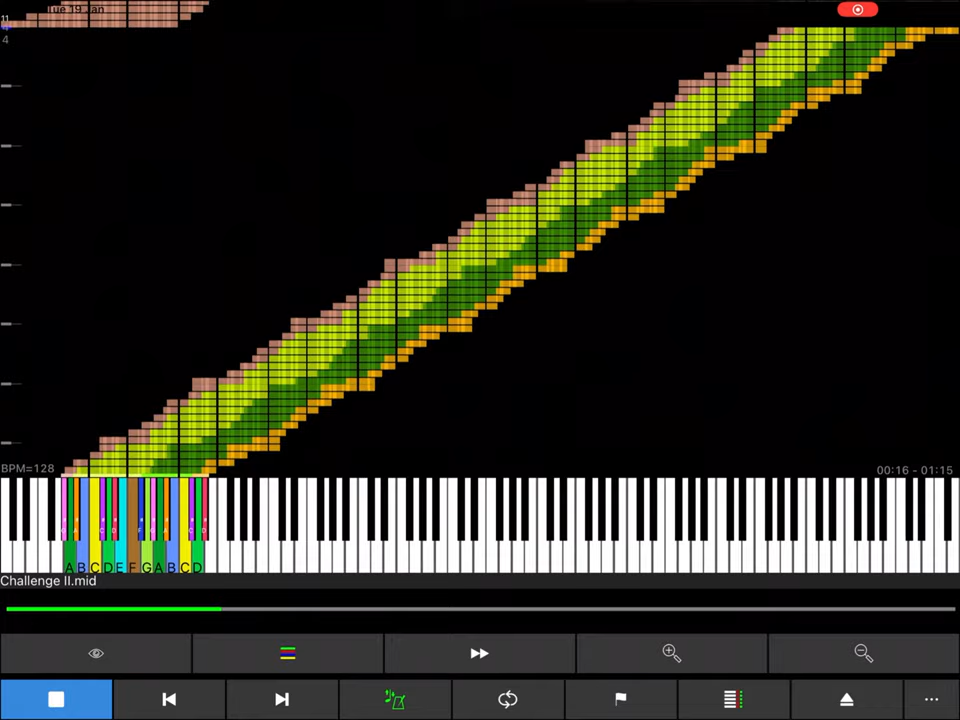 Tue 19 Jan
11
4
BPM=128
00:16 - 01:15
A B C D E F G A B C D
Challenge II.mid